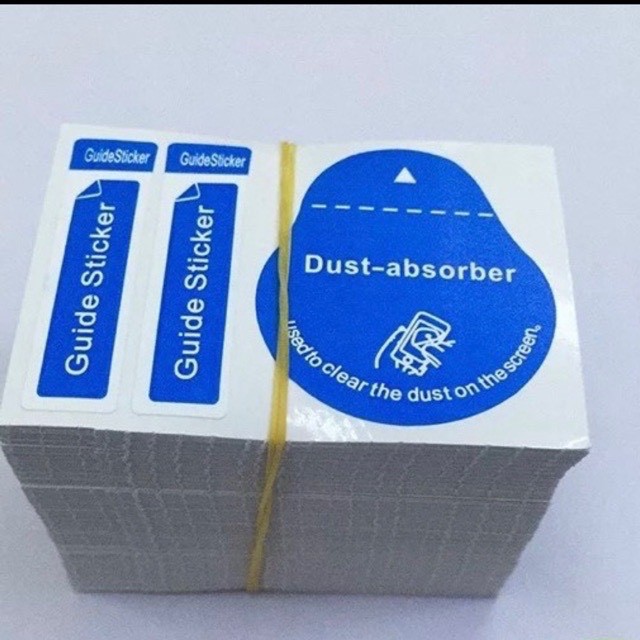 GuideSticker
GuideSticker
Guide Sticker
Guide Sticker
Dust-absorber
Used to clear the dust on the screen。